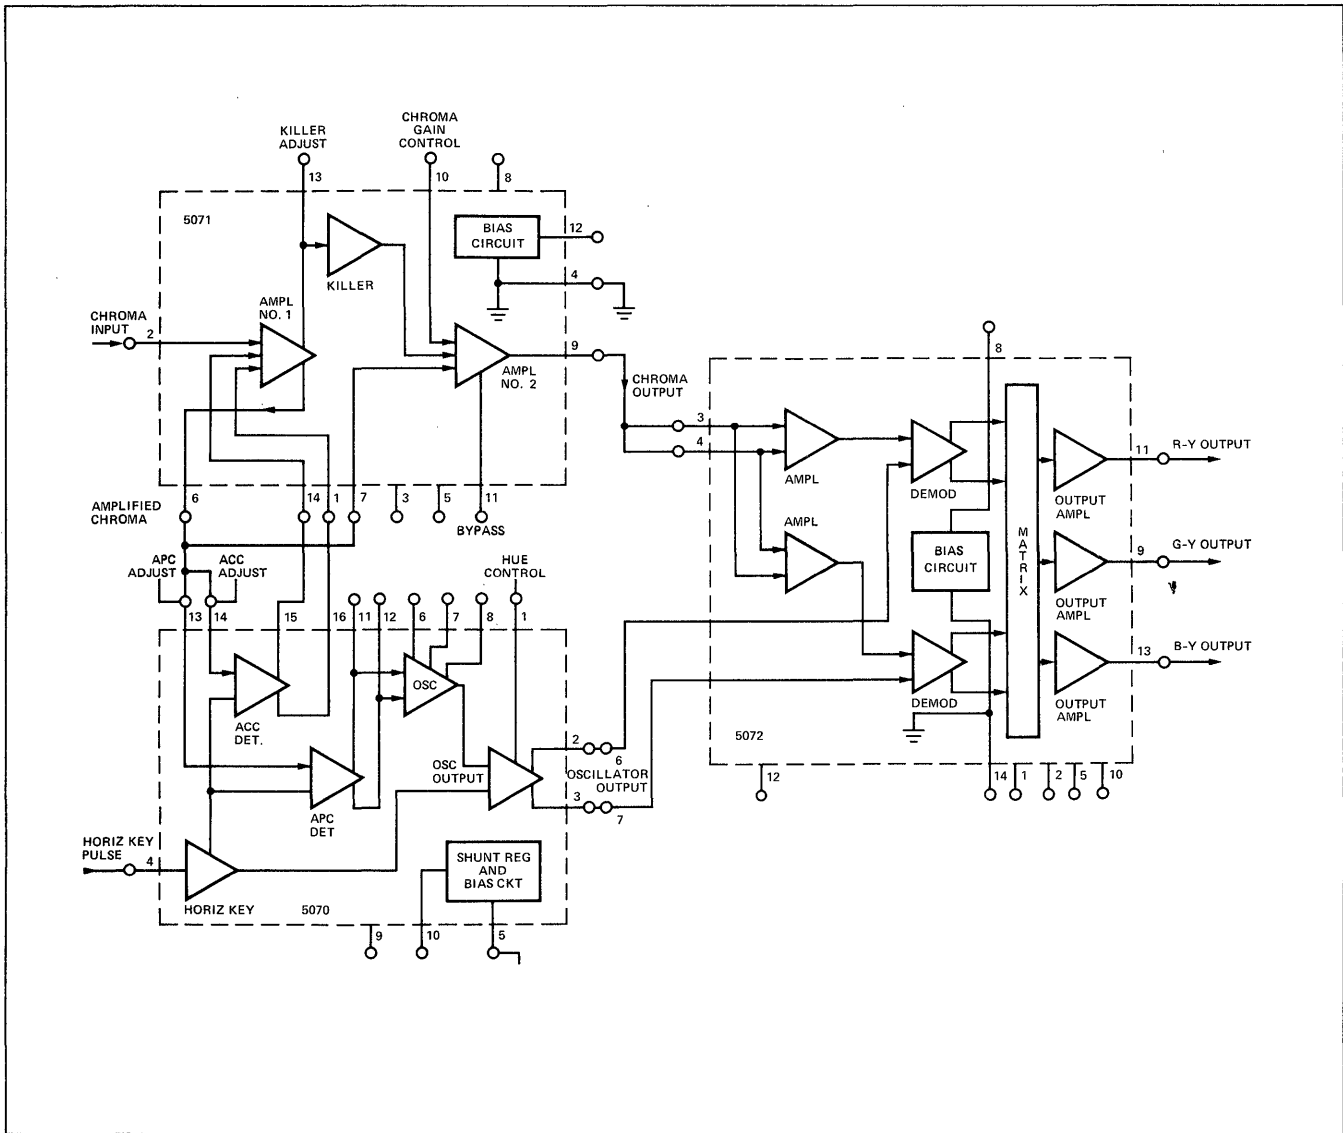 KILLER
ADJUST
13
CHROMA
GAIN
CONTROL
10
8
5071
BIAS
CIRCUIT
12
4
KILLER
AMPL
NO. 1
CHROMA
INPUT
2
9
AMPL
NO. 2
CHROMA
OUTPUT
6
14
1
7
3
5
11
AMPLIFIED
CHROMA
BYPASS
APC
ADJUST
ACC
ADJUST
HUE
CONTROL
13
14
15
16
11
12
6
7
8
1
OSC
ACC
DET.
APC
DET
OSC
OUTPUT
2
6
OSCILLATOR
OUTPUT
3
7
HORIZ KEY
PULSE
4
HORIZ KEY
SHUNT REG
AND
BIAS CKT
5070
9
10
5
8
3
4
AMPL
AMPL
DEMOD
DEMOD
BIAS
CIRCUIT
MATRIX
OUTPUT
AMPL
OUTPUT
AMPL
OUTPUT
AMPL
11
R-Y OUTPUT
9
G-Y OUTPUT
13
B-Y OUTPUT
5072
12
14
1
2
5
10